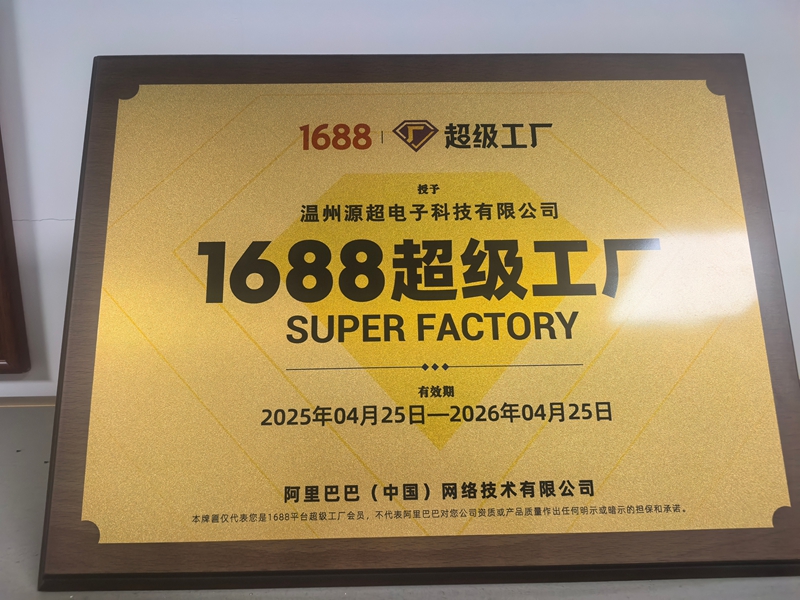 1688 | 厂 超级工厂
授予
温州源超电子科技有限公司
1688超级工厂
SUPER FACTORY
有效期
2025年04月25日—2026年04月25日
阿里巴巴（中国）网络技术有限公司
本牌匾仅代表您是1688平台超级工厂会员，不代表阿里巴巴对您公司资质或产品质量作出任何明示或暗示的担保和承诺。